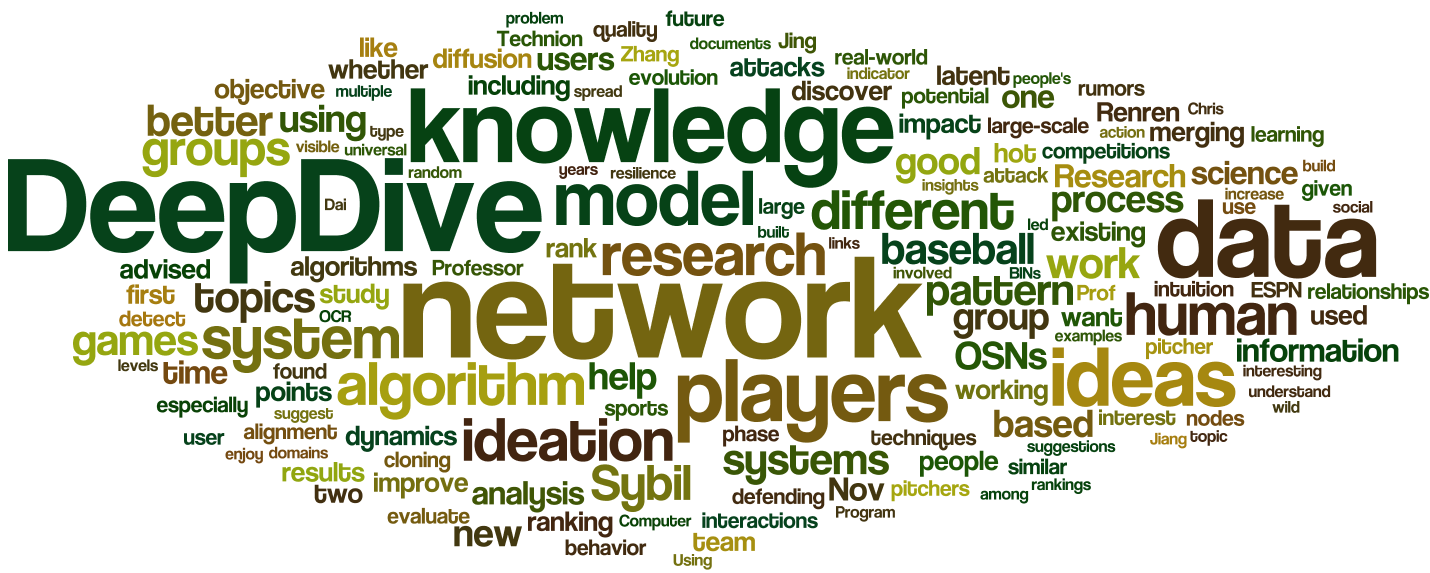 problem
quality
future
Technion
documents
Jing
like
diffusion
users
Zhang
real-world
whether
evolution
attacks
indicator
latent
people's
objective
multiple
including
spread
discover
potential
one
rumors
better
using
type
knowledge
impact
large-scale
Renren
Chris
action
merging
learning
groups
visible
universal
random
years
resilience
good
hot
attack
competitions
insights
Research
science
build
DeepDive
Dai
model
large
different
process
increase
given
use
social
built
led
existing
data
rank
research
links
baseball
involved
BINs
work
advised
algorithms
Professor
network
pattern
Prof
intuition
ESPN
relationships
first
topics
study
OCR
group
want
human
used
detect
examples
games
system
OSNs
pitcher
information
levels
time
found
points
algorithm
help
players
working
ideas
interesting
understand
wild
especially
suggest
sports
based
interest
nodes
user
alignment
dynamics
ideation
phase
techniques
Jiang
topic
suggestions
enjoy
domains
cloning
systems
people
similar
rankings
results
two
improve
analysis
Sybil
defending
Nov
pitchers
among
Program
evaluate
new
ranking
Computer
interactions
behavior
team
Using